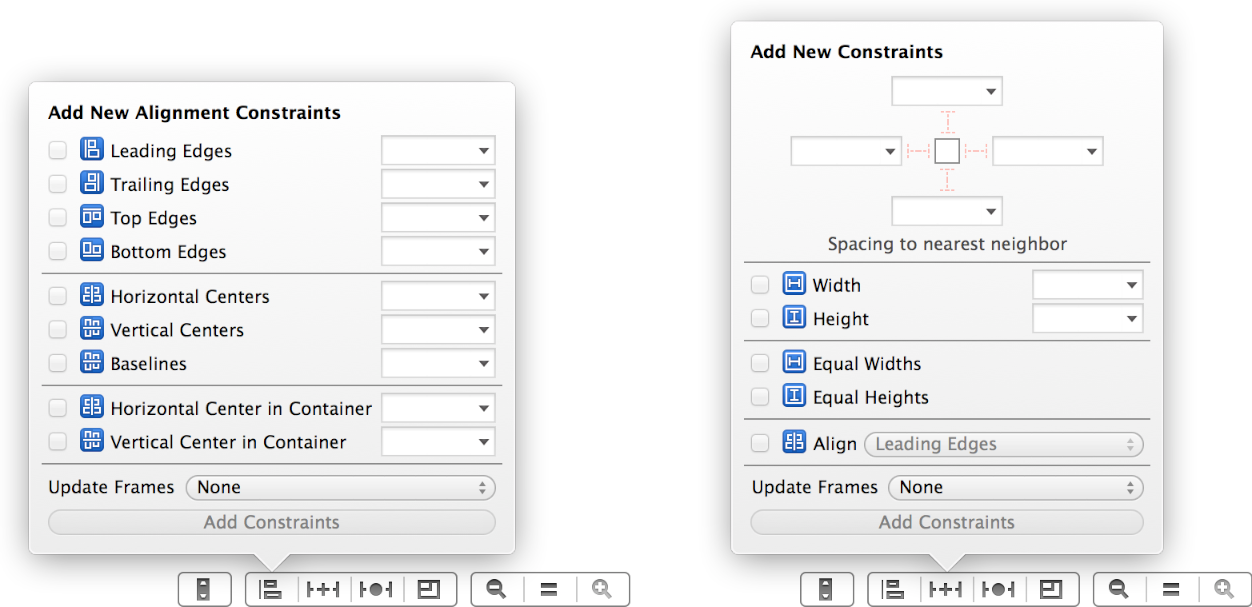 Add New Alignment Constraints
Leading Edges
Trailing Edges
Top Edges
Bottom Edges
Horizontal Centers
Vertical Centers
Baselines
Horizontal Center in Container
Vertical Center in Container
Update Frames None
Add Constraints
Add New Constraints
Spacing to nearest neighbor
Width
Height
Equal Widths
Equal Heights
Align Leading Edges
Update Frames None
Add Constraints